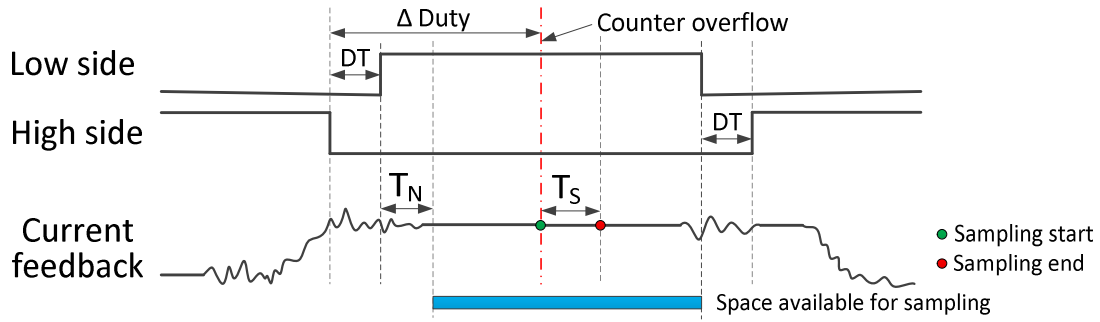 Δ Duty
Counter overflow
Low side
DT
High side
DT
TN
TS
Current
feedback
Sampling start
Sampling end
Space available for sampling